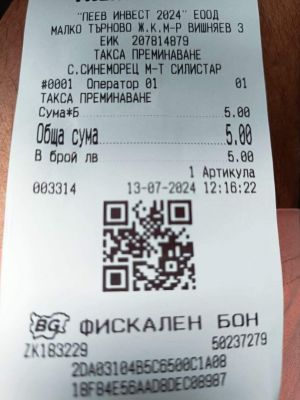 "ПЕЕВ ИНВЕСТ 2024" ЕООД
МАЛКО ТЪРНОВО Ж.К.М-Р ВИШНЯЕВ 3
ЕИК 207814879
ТАКСА ПРЕМИНАВАНЕ
С.СИНЕМОРЕЦ М-Т СИЛИСТАР
#0001 Оператор 01 01
ТАКСА ПРЕМИНАВАНЕ
Сума*Б 5.00
Обща сума 5.00
В брой лв 5.00
1 Артикула
003314 13-07-2024 12:16:22
BG ФИСКАЛЕН БОН
ZK183229 50237279
2DA03104B5C6500C1A08
18FB4E56AADBDEC08987